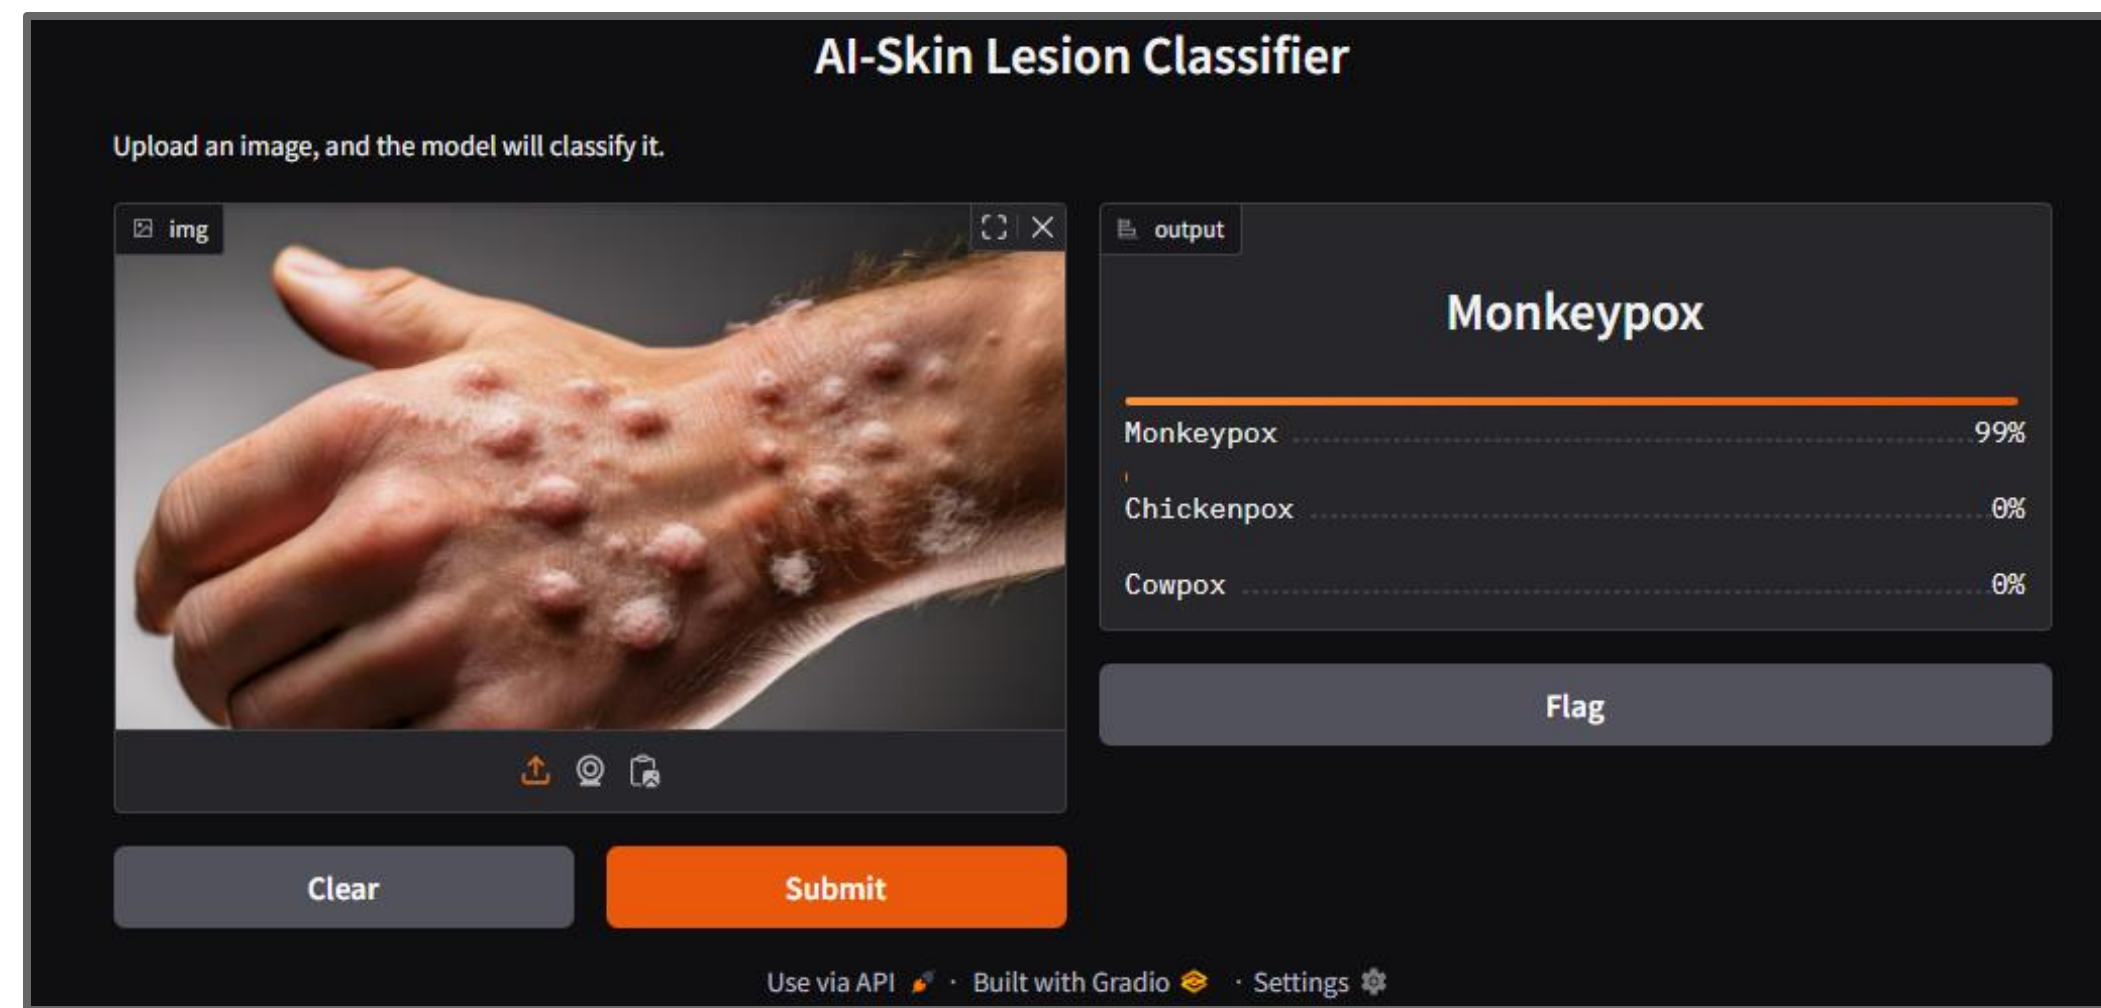 AI-Skin Lesion Classifier
Upload an image, and the model will classify it.
img
output
Monkeypox
Monkeypox 99%
Chickenpox 0%
Cowpox 0%
Flag
Clear
Submit
Use via API · Built with Gradio · Settings